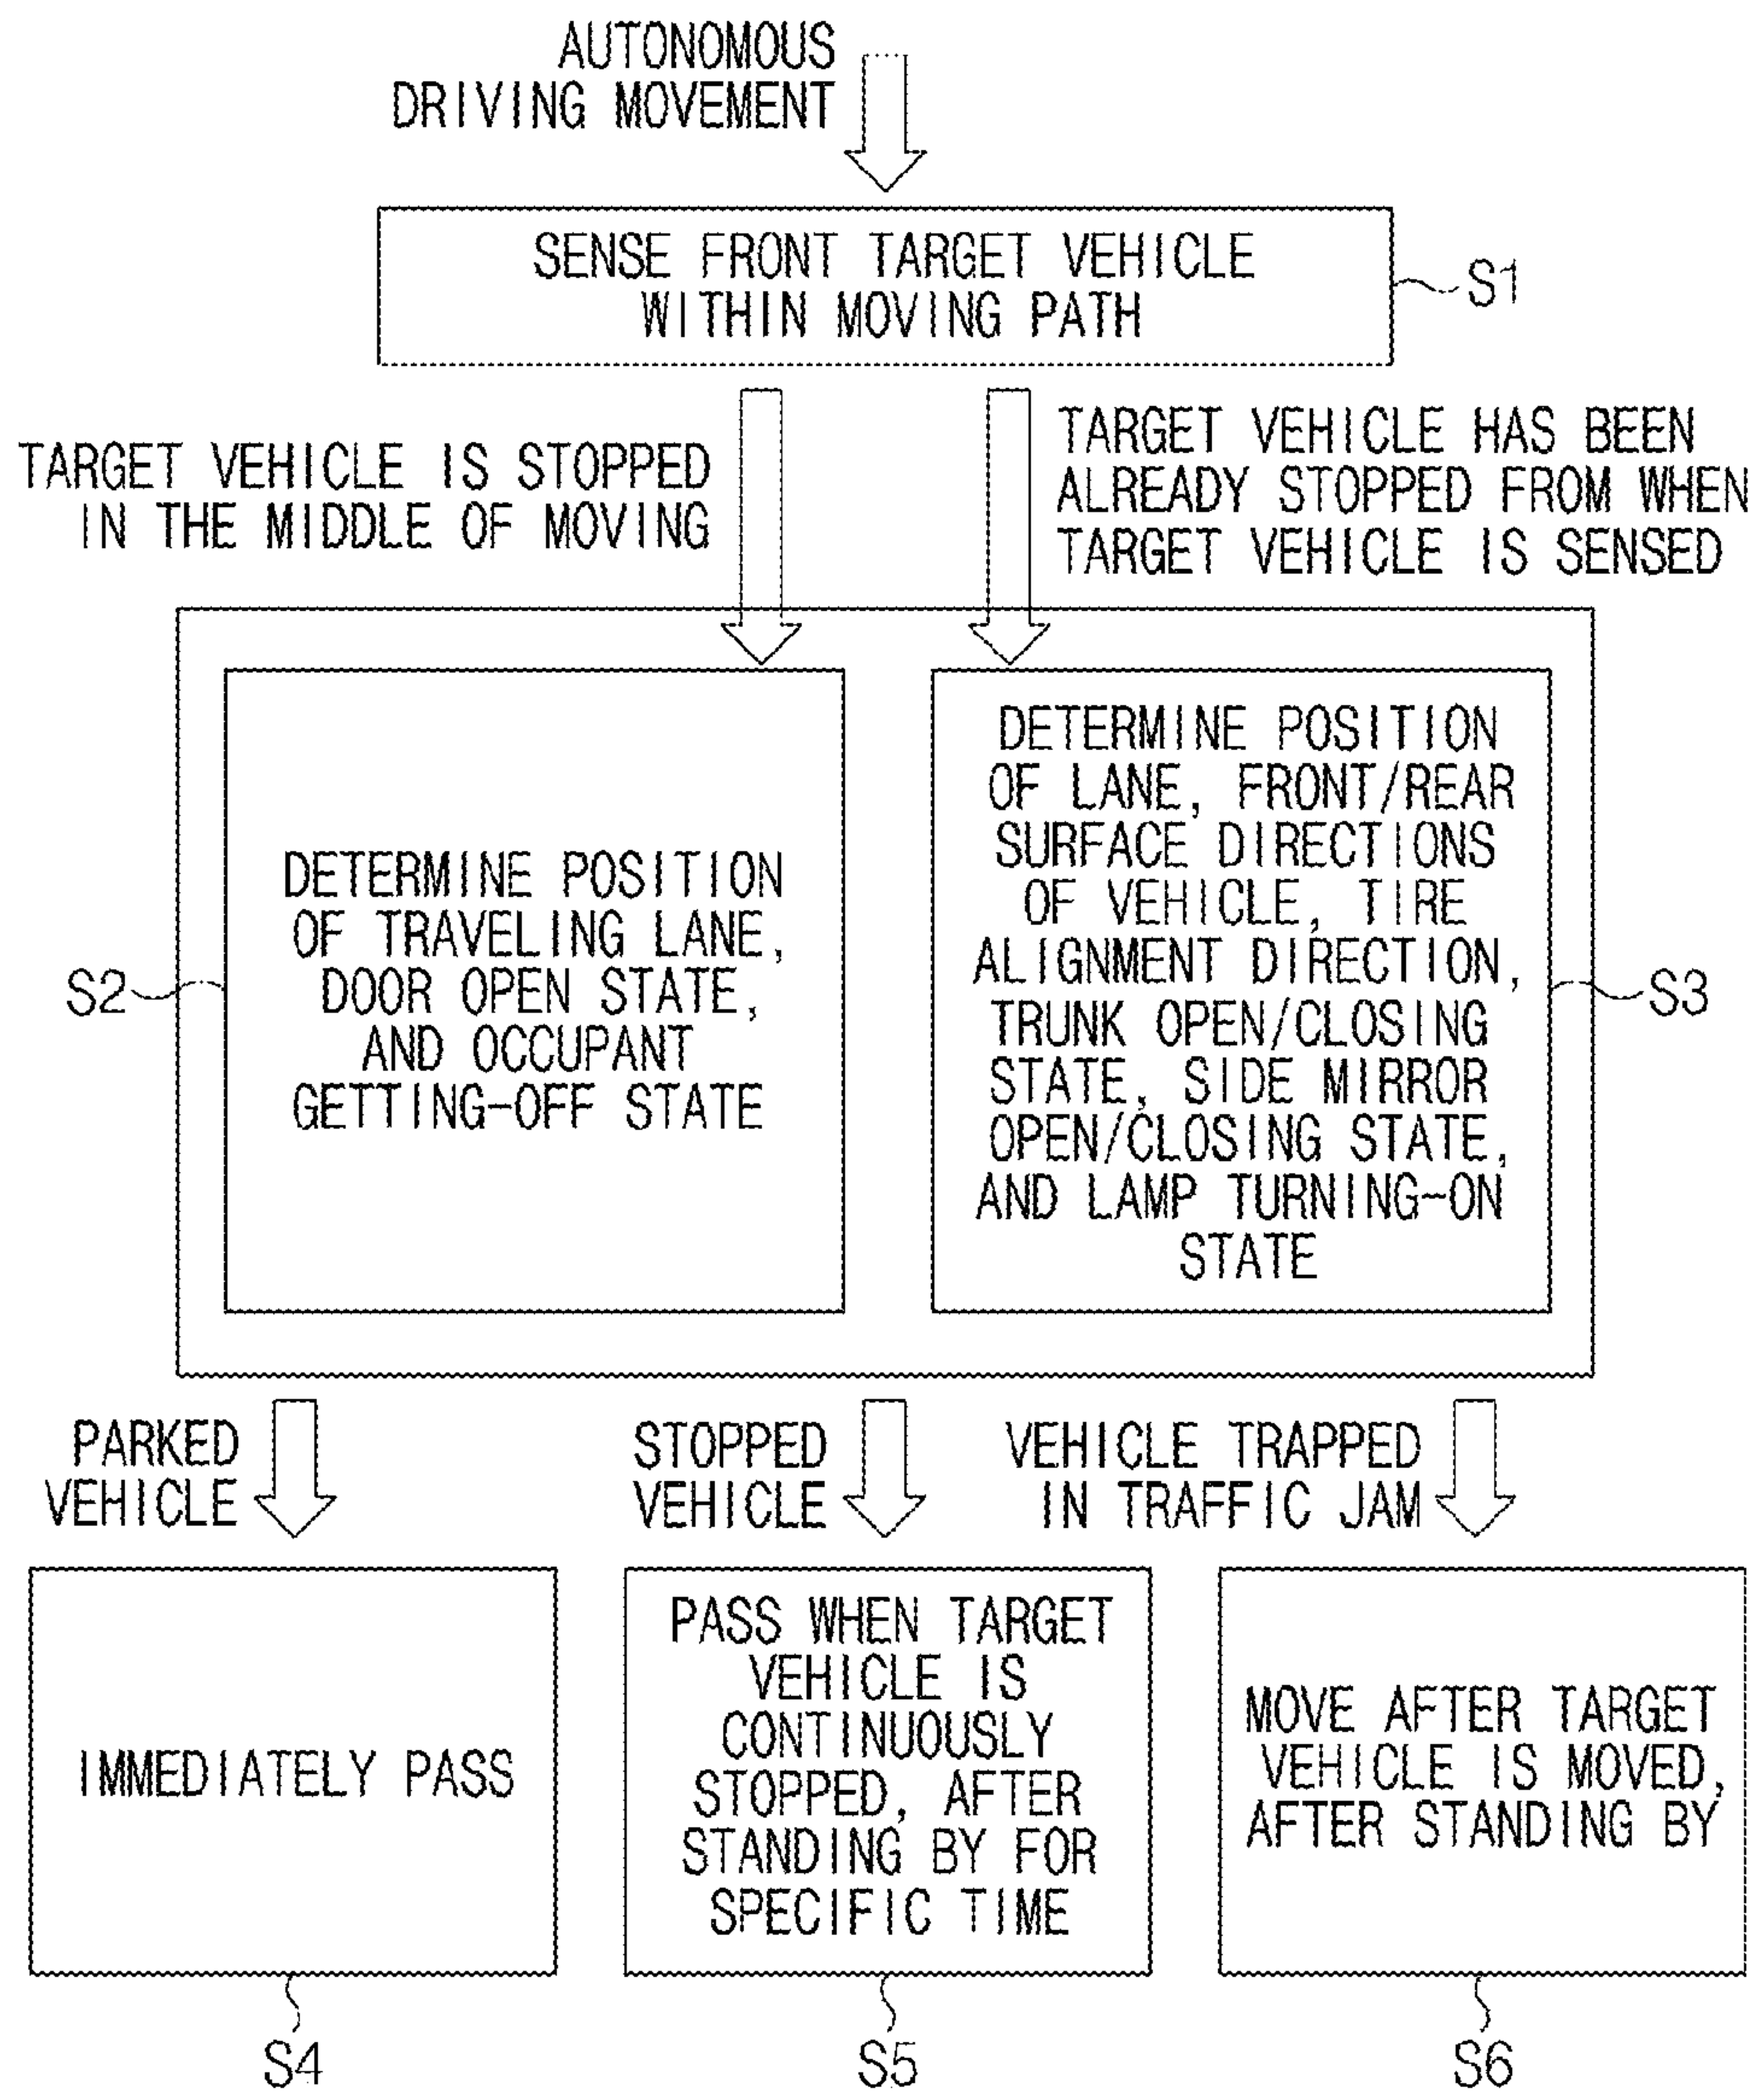 AUTONOMOUS
DRIVING MOVEMENT
SENSE FRONT TARGET VEHICLE
WITHIN MOVING PATH
S1
TARGET VEHICLE IS STOPPED
IN THE MIDDLE OF MOVING
TARGET VEHICLE HAS BEEN
ALREADY STOPPED FROM WHEN
TARGET VEHICLE IS SENSED
DETERMINE POSITION
OF TRAVELING LANE,
DOOR OPEN STATE,
AND OCCUPANT
GETTING-OFF STATE
S2
DETERMINE POSITION
OF LANE, FRONT/REAR
SURFACE DIRECTIONS
OF VEHICLE, TIRE
ALIGNMENT DIRECTION,
TRUNK OPEN/CLOSING
STATE, SIDE MIRROR
OPEN/CLOSING STATE,
AND LAMP TURNING-ON
STATE
S3
PARKED
VEHICLE
STOPPED
VEHICLE
VEHICLE TRAPPED
IN TRAFFIC JAM
IMMEDIATELY PASS
S4
PASS WHEN TARGET
VEHICLE IS
CONTINUOUSLY
STOPPED, AFTER
STANDING BY FOR
SPECIFIC TIME
S5
MOVE AFTER TARGET
VEHICLE IS MOVED,
AFTER STANDING BY
S6